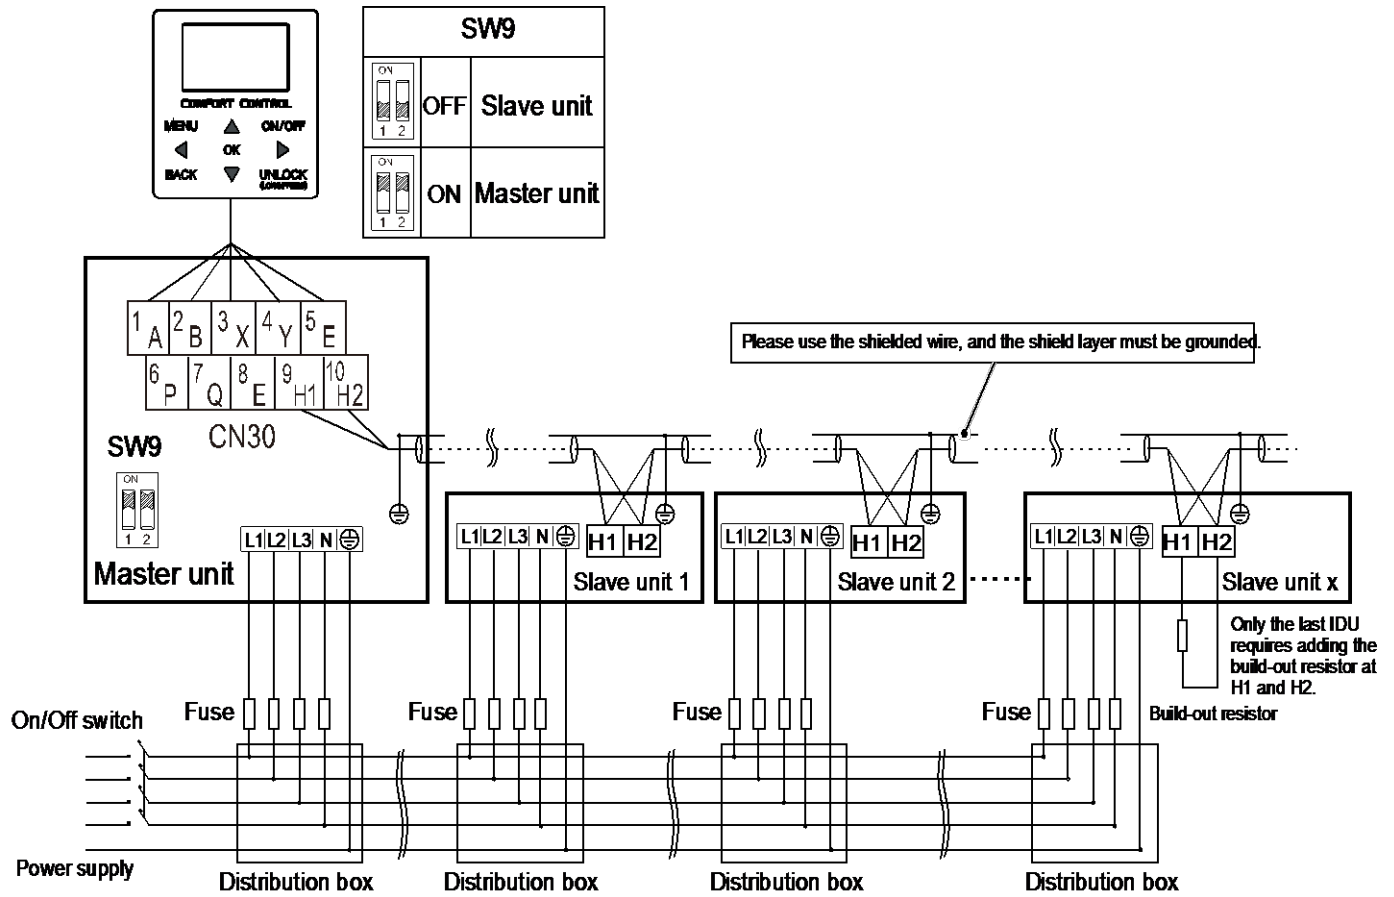 SW9
ON
1 2
OFF
Slave unit
ON
1 2
ON
Master unit
COMFORT CONTROL
MENU
ON/OFF
OK
BACK
UNLOCK
1 A
2 B
3 X
4 Y
5 E
6 P
7 Q
8 E
9 H1
10 H2
CN30
SW9
ON
1 2
Master unit
L1 L2 L3 N
Please use the shielded wire, and the shield layer must be grounded.
L1 L2 L3 N
H1 H2
Slave unit 1
L1 L2 L3 N
H1 H2
Slave unit 2
L1 L2 L3 N
H1 H2
Slave unit x
Only the last IDU
requires adding the
build-out resistor at
H1 and H2.
Build-out resistor
On/Off switch
Fuse
Fuse
Fuse
Fuse
Power supply
Distribution box
Distribution box
Distribution box
Distribution box